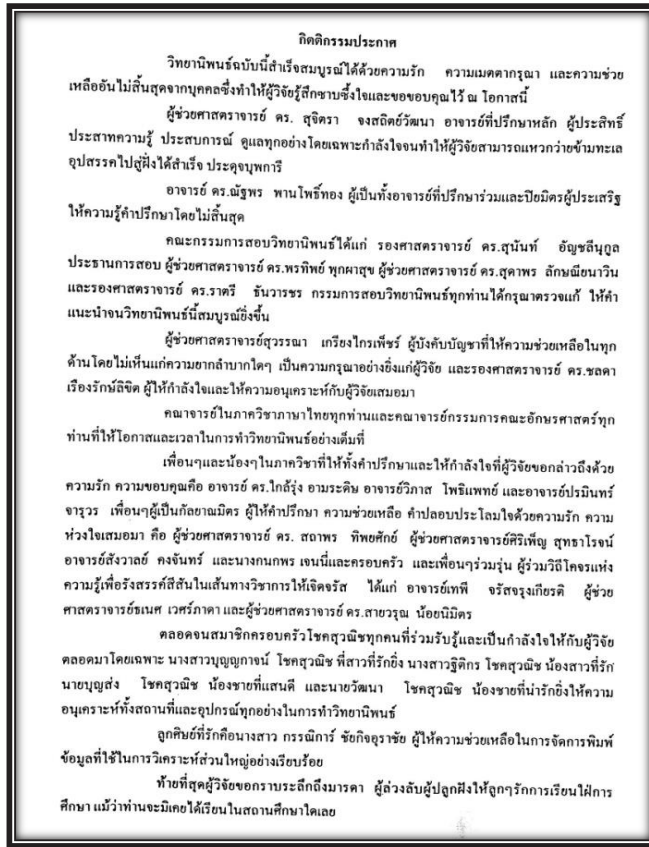 กิตติกรรมประกาศ
วิทยานิพนธ์ฉบับนี้สำเร็จสมบูรณ์ได้ด้วยความรัก ความเมตตากรุณา และความช่วย
เหลืออันไม่สิ้นสุดจากบุคคลซึ่งทำให้ผู้วิจัยรู้สึกซาบซึ้งใจและขอขอบคุณไว้ ณ โอกาสนี้
ผู้ช่วยศาสตราจารย์ ดร. สุจิตรา จงสถิตย์วัฒนา อาจารย์ที่ปรึกษาหลัก ผู้ประสิทธิ์
ประสาทความรู้ ประสบการณ์ ดูแลทุกอย่างโดยเฉพาะกำลังใจจนทำให้ผู้วิจัยสามารถแหวกว่ายข้ามทะเล
อุปสรรคไปสู่ฝั่งได้สำเร็จ ประดุจบุพการี
อาจารย์ ดร.ณัฐพร พานโพธิ์ทอง ผู้เป็นทั้งอาจารย์ที่ปรึกษาร่วมและปิยมิตรผู้ประเสริฐ
ให้ความรู้คำปรึกษาโดยไม่สิ้นสุด
คณะกรรมการสอบวิทยานิพนธ์ได้แก่ รองศาสตราจารย์ ดร.สุนันท์ อัญชลีนุกูล
ประธานการสอบ ผู้ช่วยศาสตราจารย์ ดร.พรทิพย์ พุกผาสุข ผู้ช่วยศาสตราจารย์ ดร.สุดาพร ลักษณียนาวิน
และรองศาสตราจารย์ ดร.ราตรี ธันวารชร กรรมการสอบวิทยานิพนธ์ทุกท่านได้กรุณาตรวจแก้ ให้คำ
แนะนำจนวิทยานิพนธ์นี้สมบูรณ์ยิ่งขึ้น
ผู้ช่วยศาสตราจารย์สุวรรณา เกรียงไกรเพ็ชร์ ผู้บังคับบัญชาที่ให้ความช่วยเหลือในทุก
ด้านโดยไม่เห็นแก่ความยากลำบากใดๆ เป็นความกรุณาอย่างยิ่งแก่ผู้วิจัย และรองศาสตราจารย์ ดร.ชลดา
เรืองรักษ์ลิขิต ผู้ให้กำลังใจและให้ความอนุเคราะห์กับผู้วิจัยเสมอมา
คณาจารย์ในภาควิชาภาษาไทยทุกท่านและคณาจารย์กรรมการคณะอักษรศาสตร์ทุก
ท่านที่ให้โอกาสและเวลาในการทำวิทยานิพนธ์อย่างเต็มที่
เพื่อนๆและน้องๆในภาควิชาที่ให้ทั้งคำปรึกษาและให้กำลังใจที่ผู้วิจัยขอกล่าวถึงด้วย
ความรัก ความขอบคุณคือ อาจารย์ ดร.ใกล้รุ่ง อามระดิษ อาจารย์วิภาส โพธิแพทย์ และอาจารย์ปรมินทร์
จารุวร เพื่อนๆผู้เป็นกัลยาณมิตร ผู้ให้คำปรึกษา ความช่วยเหลือ คำปลอบประโลมใจด้วยความรัก ความ
ห่วงใยเสมอมา คือ ผู้ช่วยศาสตราจารย์ ดร. สถาพร ทิพยศักย์ ผู้ช่วยศาสตราจารย์ศิริเพ็ญ สุทธาโรจน์
อาจารย์สังวาลย์ คงจันทร์ และนางกนกพร เจนนี่และครอบครัว และเพื่อนๆร่วมรุ่น ผู้ร่วมวิถีโคจรแห่ง
ความรู้เพื่อรังสรรค์สีสันในเส้นทางวิชาการให้เจิดจรัส ได้แก่ อาจารย์เทพี จรัสจรุงเกียรติ ผู้ช่วย
ศาสตราจารย์ธเนศ เวศร์ภาดา และผู้ช่วยศาสตราจารย์ ดร.สายวรุณ น้อยนิมิตร
ตลอดจนสมาชิกครอบครัวโชคสุวณิชทุกคนที่ร่วมรับรู้และเป็นกำลังใจให้กับผู้วิจัย
ตลอดมาโดยเฉพาะ นางสาวบุญญกาจน์ โชคสุวณิช พี่สาวที่รักยิ่ง นางสาวฐิติกร โชคสุวณิช น้องสาวที่รัก
นายบุญส่ง โชคสุวณิช น้องชายที่แสนดี และนายวัฒนา โชคสุวณิช น้องชายที่น่ารักยิ่งให้ความ
อนุเคราะห์ทั้งสถานที่และอุปกรณ์ทุกอย่างในการทำวิทยานิพนธ์
ลูกศิษย์ที่รักคือนางสาว กรรณิการ์ ชัยกิจอุราชัย ผู้ให้ความช่วยเหลือในการจัดการพิมพ์
ข้อมูลที่ใช้ในการวิเคราะห์ส่วนใหญ่อย่างเรียบร้อย
ท้ายที่สุดผู้วิจัยขอกราบระลึกถึงมารดา ผู้ล่วงลับผู้ปลูกฝังให้ลูกๆรักการเรียนใฝ่การ
ศึกษา แม้ว่าท่านจะมิเคยได้เรียนในสถานศึกษาใดเลย